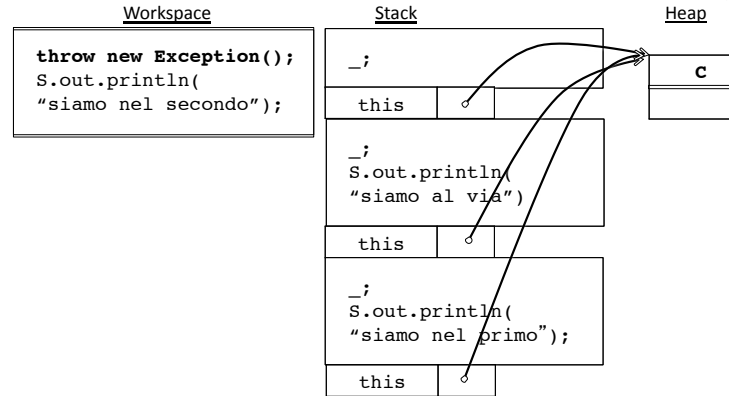 Workspace
Stack
Heap
throw new Exception();
S.out.println(
“siamo nel secondo”);
_;
this
_;
S.out.println(
“siamo al via”)
this
_;
S.out.println(
“siamo nel primo”);
this
C